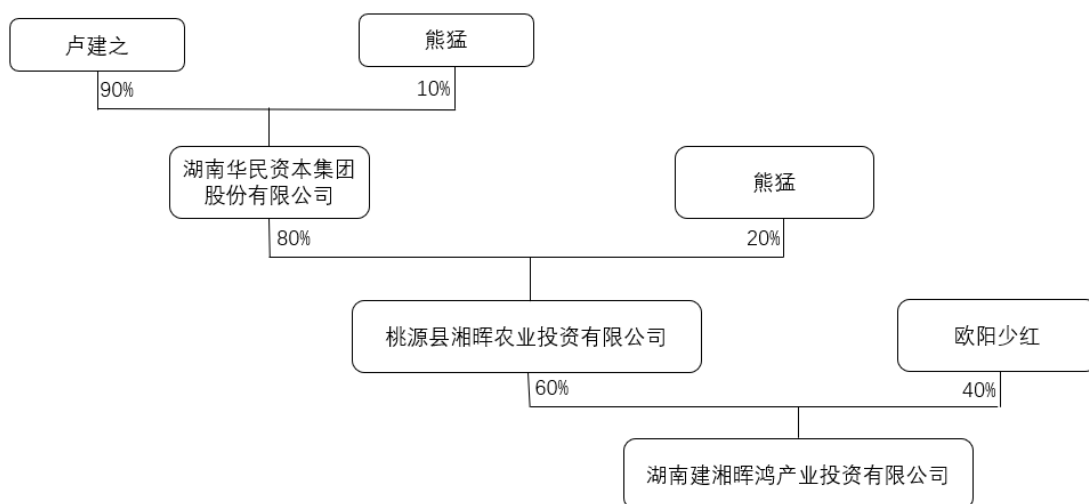 卢建之
熊猛
90%
10%
湖南华民资本集团
股份有限公司
熊猛
80%
20%
桃源县湘晖农业投资有限公司
欧阳少红
60%
40%
湖南建湘晖鸿产业投资有限公司